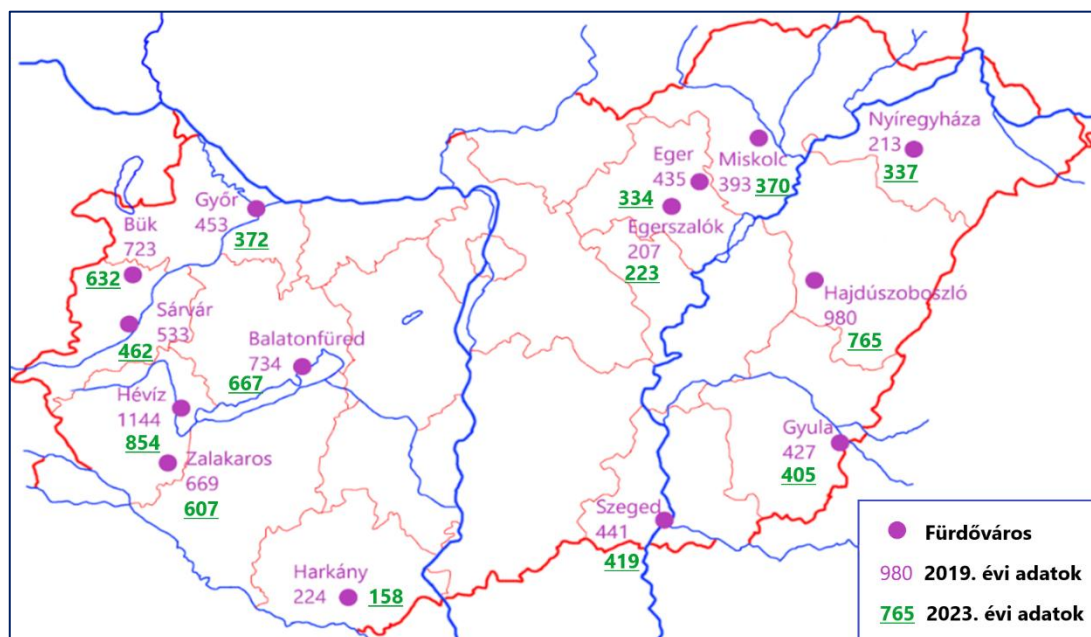 Nyíregyháza
213
337
Eger
435
334
Miskolc
393 370
Egerszalók
207
223
Győr
453
372
Bük
723
632
Sárvár
533
462
Balatonfüred
734
667
Hajdúszoboszló
980
765
Hévíz
1144
854
Zalakaros
669
607
Gyula
427
405
Szeged
441
419
Harkány
224 158
Fürdőváros
980 2019. évi adatok
765 2023. évi adatok